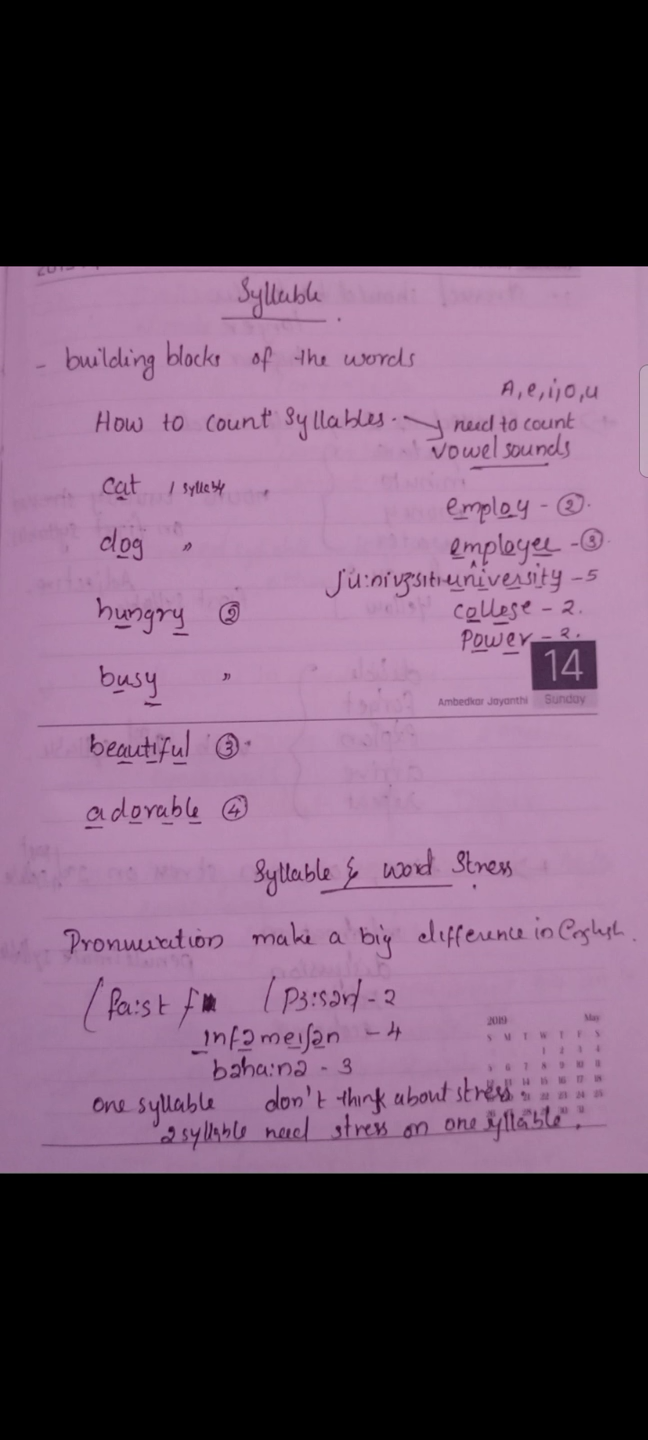 Syllable
- building blocks of the words
A, e, i, o, u
How to count Syllables. → need to count
vowel sounds
cat 1 syllable
employ - ②.
dog "
employee - ③.
university - 5
hungry ②
college - 2.
power - 2.
14
busy "
Ambedkar Jayanthi Sunday
beautiful ③.
adorable ④
Syllable & word Stress
make a big difference in English.
/fa:st/ /pɜ:sən/ - 2
infəmeiʃən - 4
bəha:nə - 3
2019 May
S M T W T F S
one syllable don't think about stress
2 syllable need stress on one syllable.